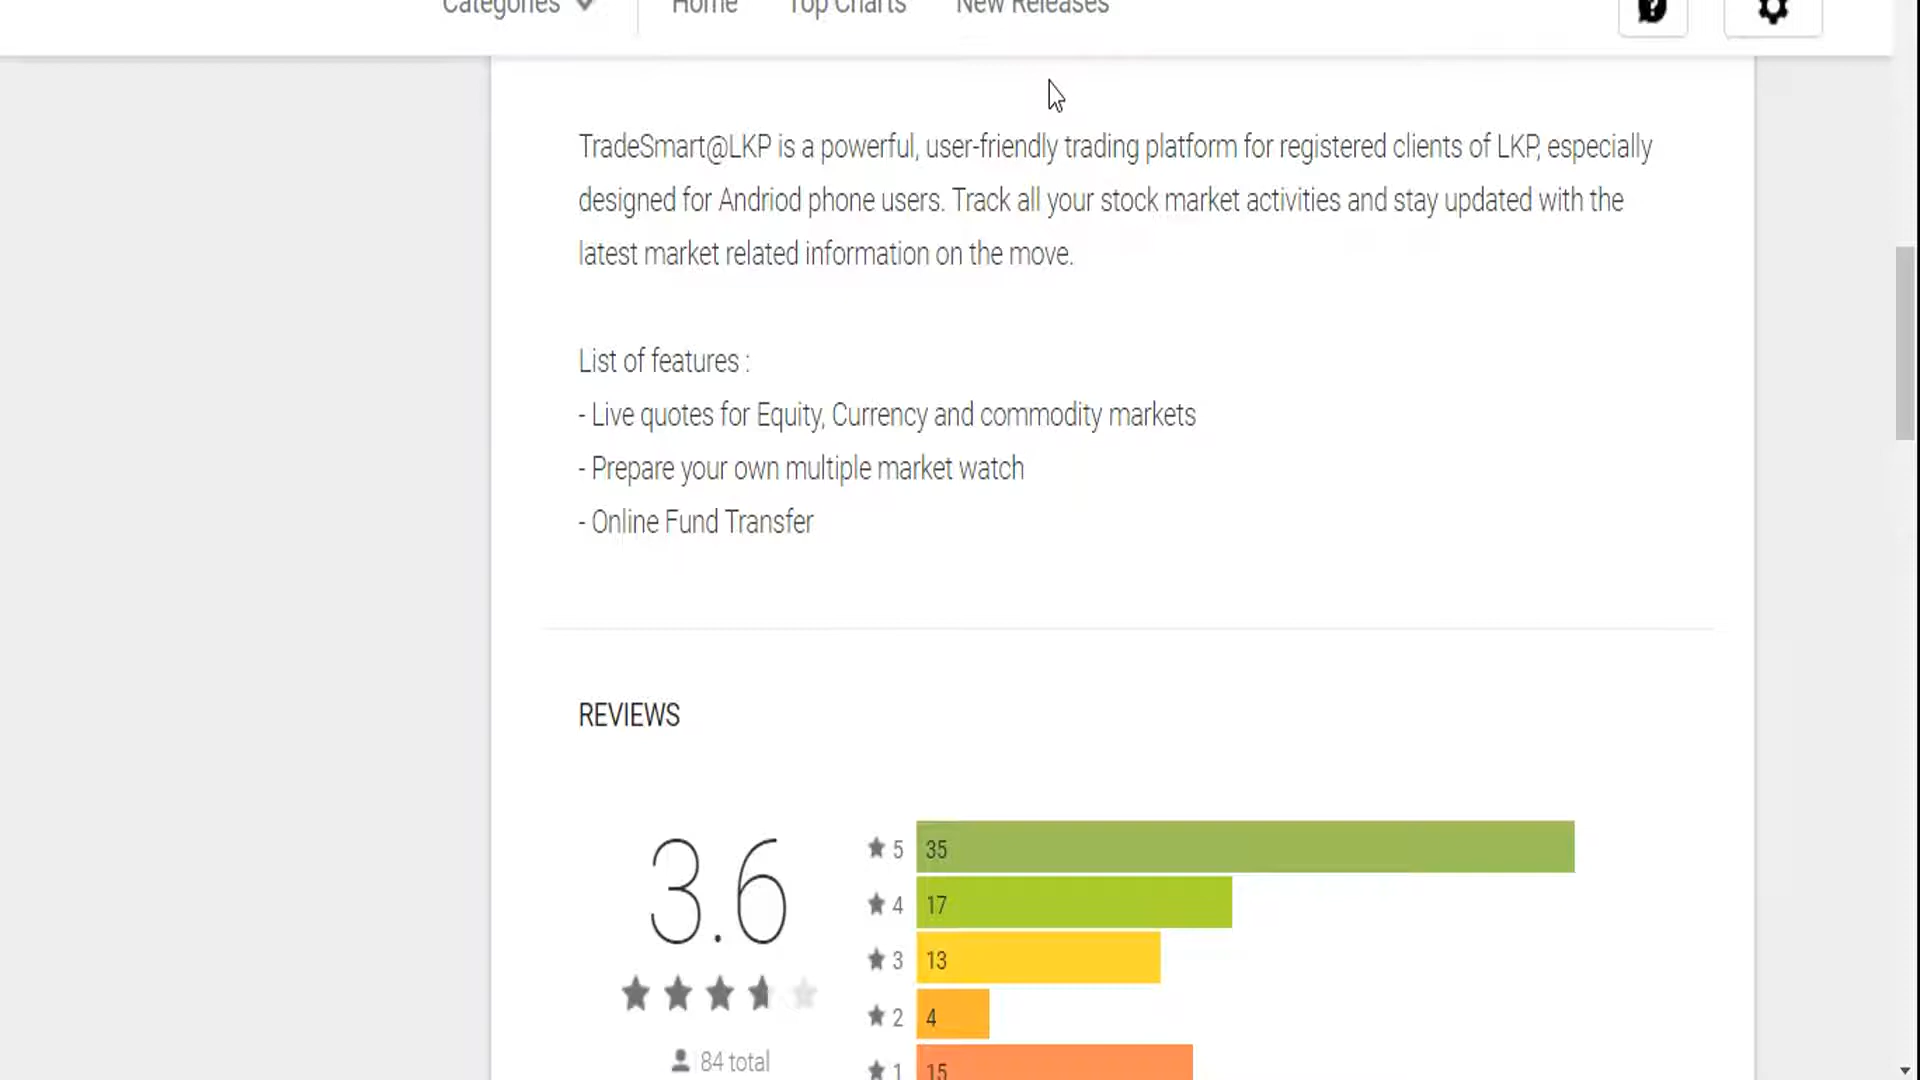 Categories Home Top Charts New Releases
TradeSmart@LKP is a powerful, user-friendly trading platform for registered clients of LKP, especially
designed for Andriod phone users. Track all your stock market activities and stay updated with the
latest market related information on the move.
List of features :
- Live quotes for Equity, Currency and commodity markets
- Prepare your own multiple market watch
- Online Fund Transfer
REVIEWS
3.6
84 total
5 35
4 17
3 13
2 4
1 15